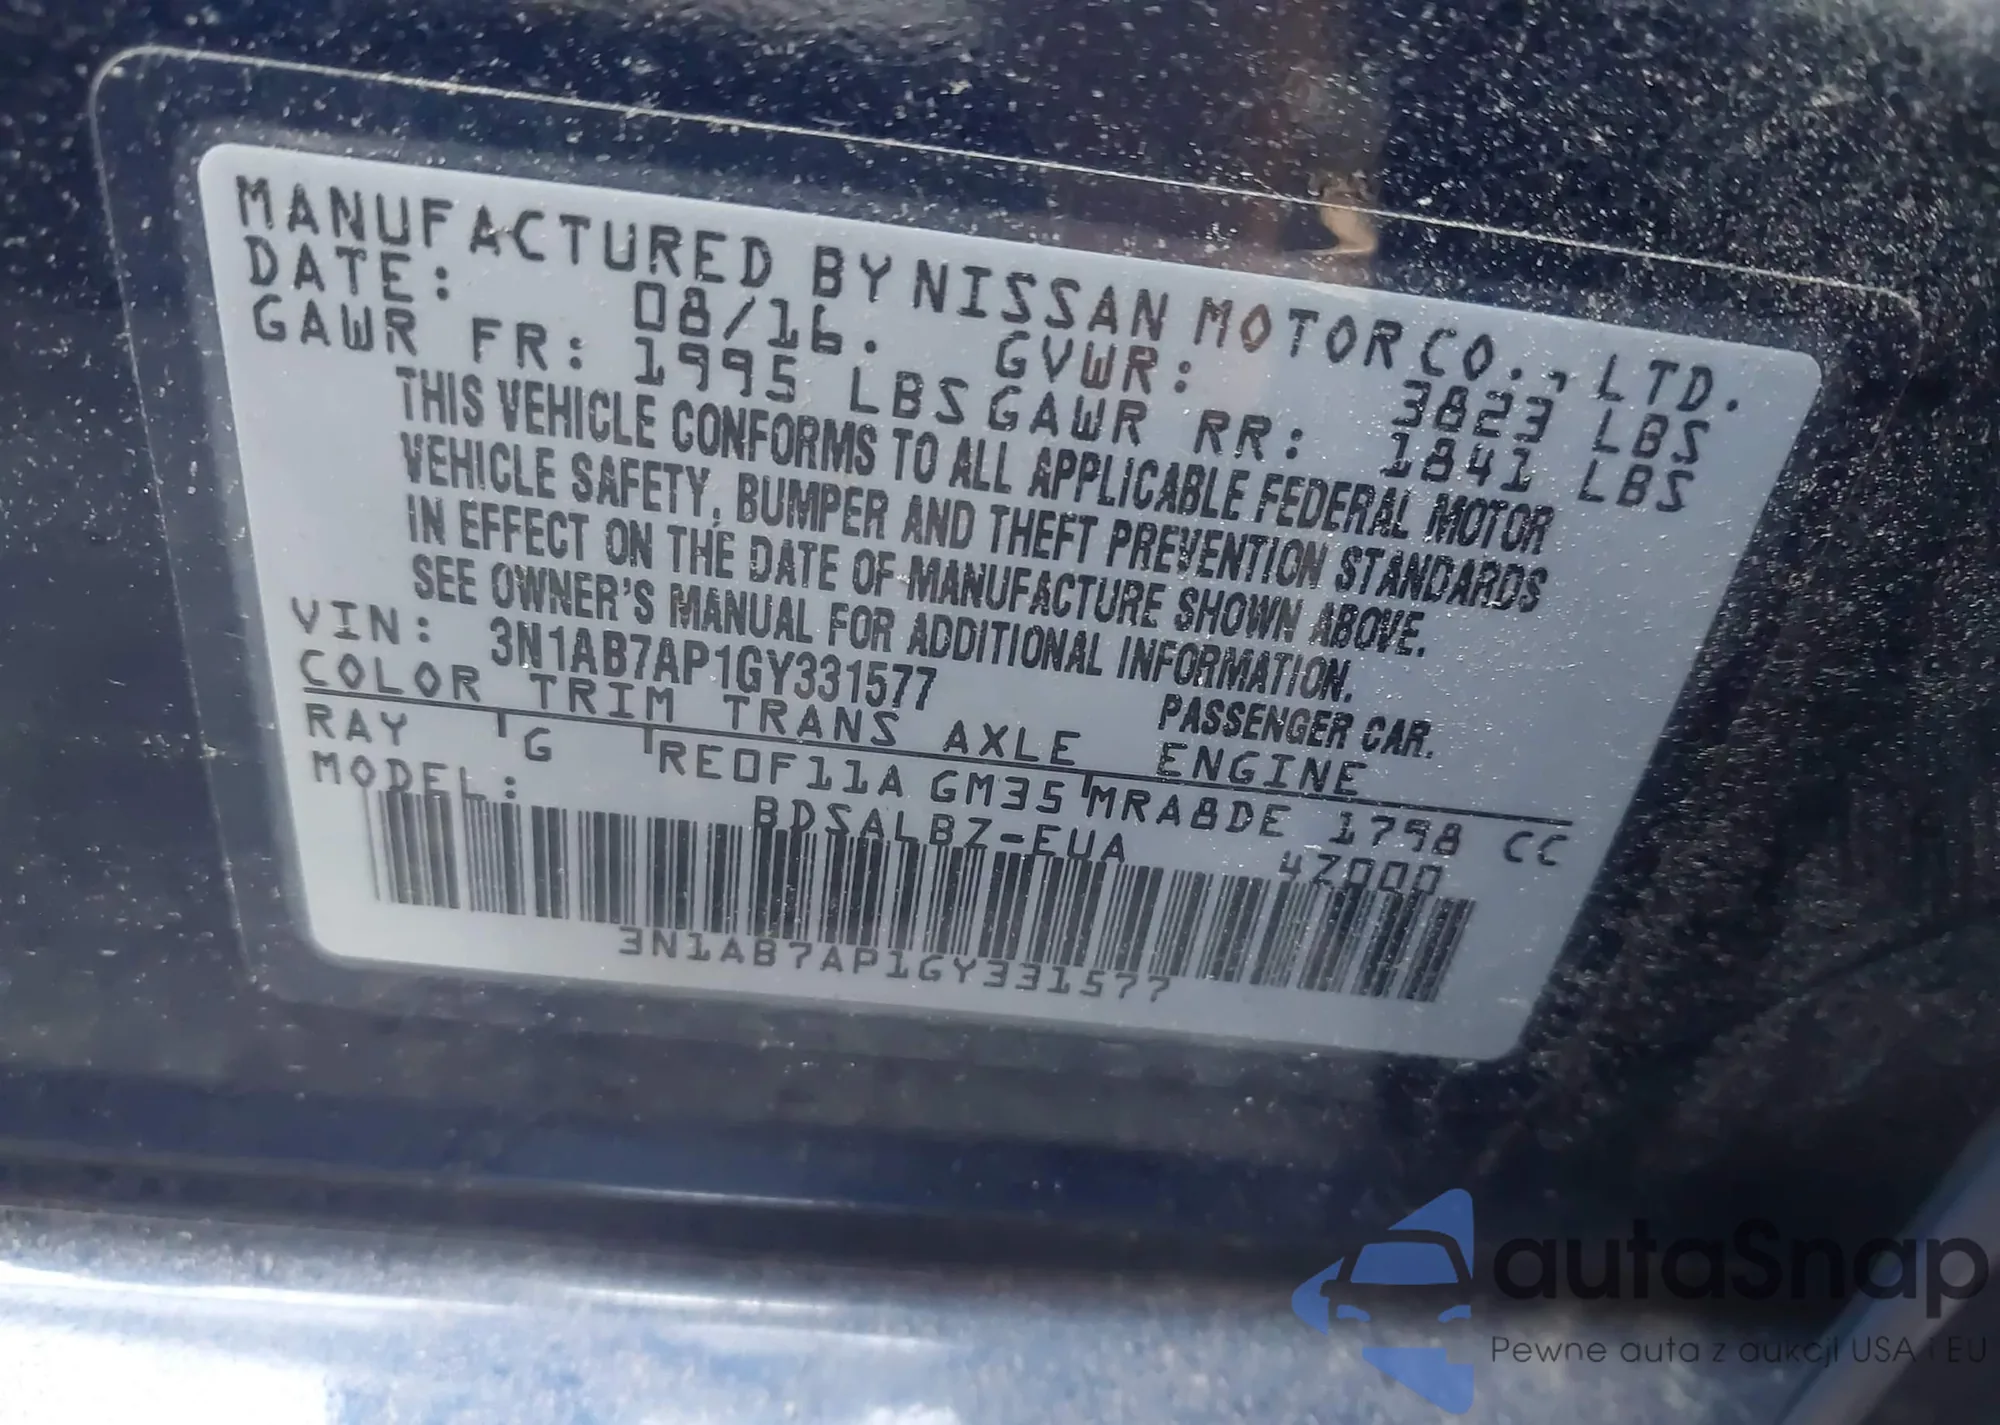 MANUFACTURED BY NISSAN MOTOR CO., LTD.
DATE: 08/16. GVWR: 3823 LBS
GAWR FR: 1995 LBS GAWR RR: 1841 LBS
THIS VEHICLE CONFORMS TO ALL APPLICABLE FEDERAL MOTOR
VEHICLE SAFETY, BUMPER AND THEFT PREVENTION STANDARDS
IN EFFECT ON THE DATE OF MANUFACTURE SHOWN ABOVE.
SEE OWNER'S MANUAL FOR ADDITIONAL INFORMATION.
VIN: 3N1AB7AP1GY331577 PASSENGER CAR.
COLOR TRIM TRANS AXLE ENGINE
RAY G RE0F11A GM35 MRA8DE 1798 CC
MODEL: BDSALBZ-EUA 4Z000
3N1AB7AP1GY331577
autaSnap
Pewne auta z aukcji USA i EU